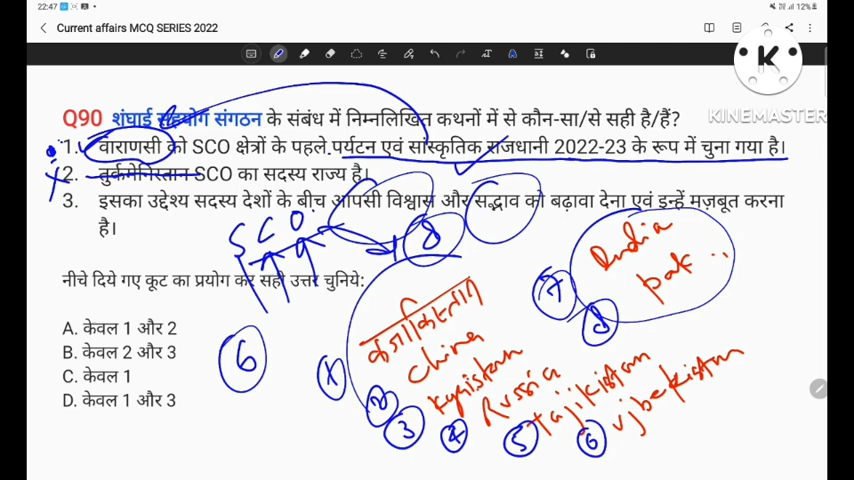 22:47
12%
Current affairs MCQ SERIES 2022
K
KINEMASTER
Q90 शंघाई सहयोग संगठन के संबंध में निम्नलिखित कथनों में से कौन-सा/से सही है/हैं?
1. वाराणसी को SCO क्षेत्रों के पहले पर्यटन एवं सांस्कृतिक राजधानी 2022-23 के रूप में चुना गया है।
2. तुर्कमेनिस्तान SCO का सदस्य राज्य है।
3. इसका उद्देश्य सदस्य देशों के बीच आपसी विश्वास और सद्भाव को बढ़ावा देना एवं इन्हें मज़बूत करना
है।
SCO
8
7 India
8 pak ..
नीचे दिये गए कूट का प्रयोग कर सही उत्तर चुनिये:
A. केवल 1 और 2
B. केवल 2 और 3
C. केवल 1
D. केवल 1 और 3
6
1 कजाकिस्तान
2 China
3 Kyrgistan
4 Russia
5 Tajikistan
6 Ujbekistan